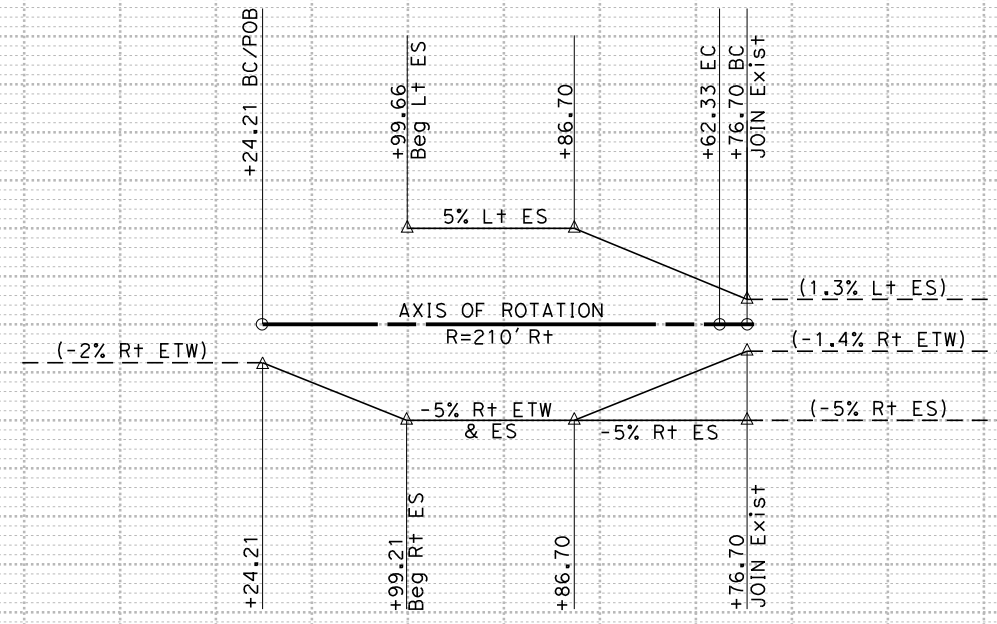 +24.21 BC/POB
+99.66
Beg Lt ES
+86.70
+62.33 EC
+76.70 BC
JOIN Exist
5% Lt ES
(1.3% Lt ES)
AXIS OF ROTATION
R=210' Rt
(-2% Rt ETW)
(-1.4% Rt ETW)
-5% Rt ETW
& ES
-5% Rt ES
(-5% Rt ES)
+24.21
+99.21
Beg Rt ES
+86.70
+76.70
JOIN Exist